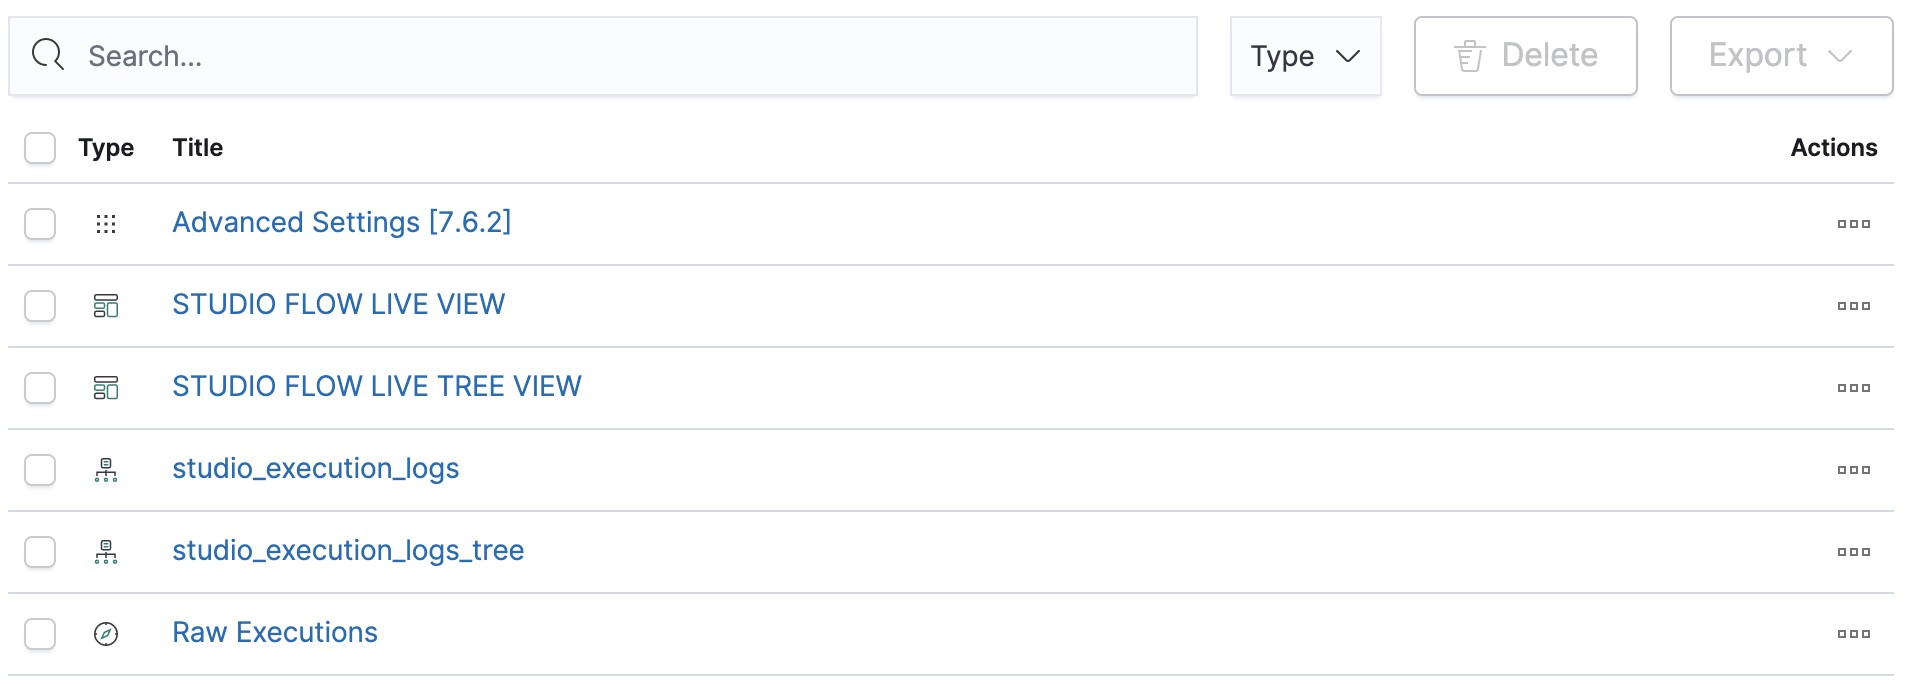 Search...
Type
Delete
Export
Type Title Actions
Advanced Settings [7.6.2]
STUDIO FLOW LIVE VIEW
STUDIO FLOW LIVE TREE VIEW
studio_execution_logs
studio_execution_logs_tree
Raw Executions